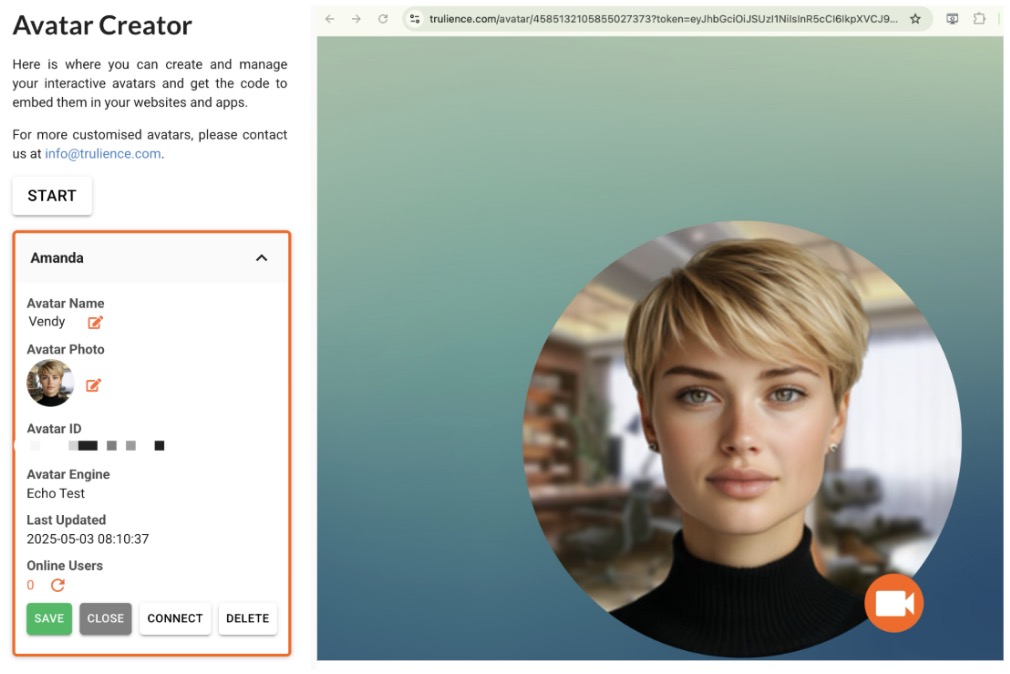 Avatar Creator
Here is where you can create and manage
your interactive avatars and get the code to
embed them in your websites and apps.
For more customised avatars, please contact
us at info@trulience.com.
START
Amanda
Avatar Name
Vendy
Avatar Photo
Avatar ID
Avatar Engine
Echo Test
Last Updated
2025-05-03 08:10:37
Online Users
0
SAVE CLOSE CONNECT DELETE
trulience.com/avatar/4585132105855027373?token=eyJhbGciOiJSUzI1NiIsInR5cCI6IkpXVCJ9...